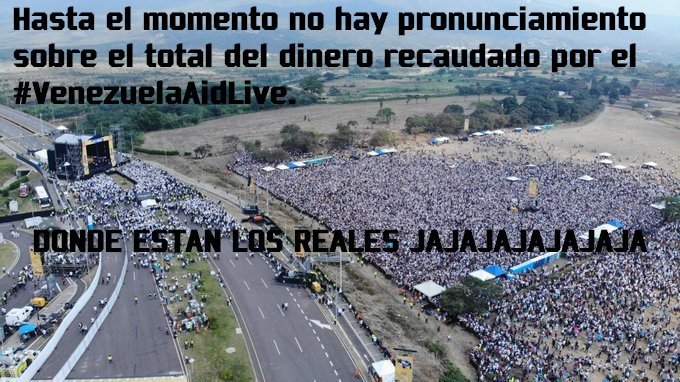 Hasta el momento no hay pronunciamiento
sobre el total del dinero recaudado por el
#VenezuelaAidLive.
DONDE ESTAN LOS REALES JAJAJAJAJAJAJA